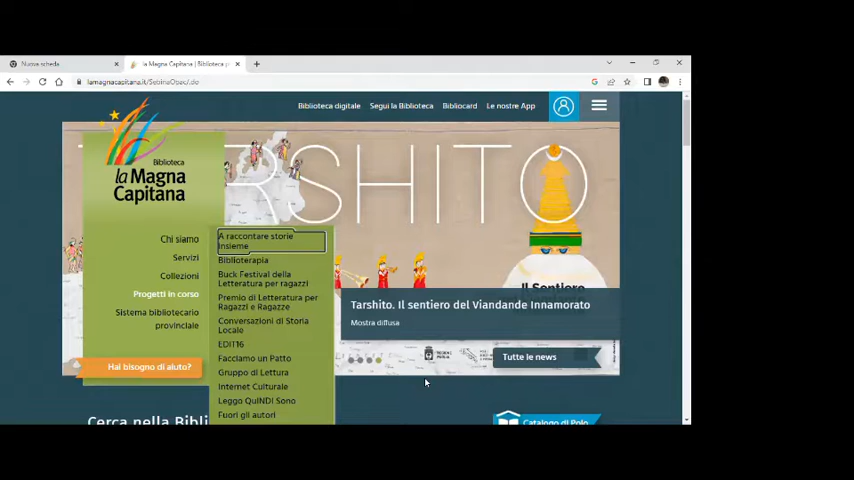 Nuova scheda
la Magna Capitana | Biblioteca p
lamagnacapitana.it/SebinaOpac/.do
Biblioteca digitale
Segui la Biblioteca
Bibliocard
Le nostre App
TARSHITO
Biblioteca
la Magna
Capitana
Chi siamo
Servizi
Collezioni
Progetti in corso
Sistema bibliotecario
provinciale
Hai bisogno di aiuto?
A raccontare storie
insieme
Biblioterapia
Buck Festival della
Letteratura per ragazzi
Premio di Letteratura per
Ragazzi e Ragazze
Conversazioni di Storia
Locale
EDIT16
Facciamo un Patto
Gruppo di Lettura
Internet Culturale
Leggo QuINDI Sono
Fuori gli autori
Il Sentiero
Tarshito. Il sentiero del Viandante Innamorato
Mostra diffusa
Tutte le news
Cerca nella Bibl
Catalogo di Polo